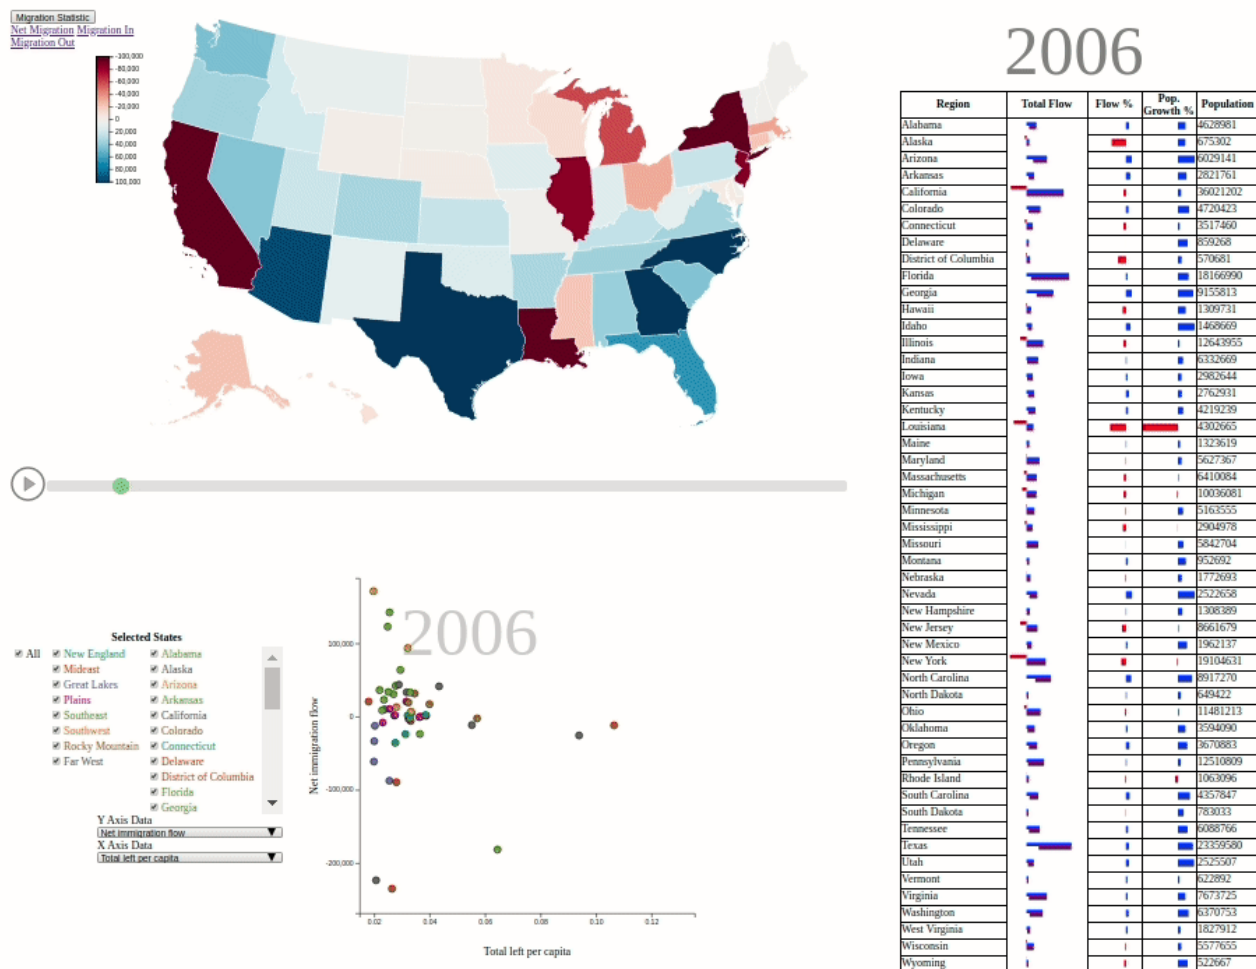 Migration Statistic
Net Migration Migration In
Migration Out
-100,000
-80,000
-60,000
-40,000
-20,000
0
20,000
40,000
60,000
80,000
100,000
2006
Region Total Flow Flow % Pop. Growth % Population
Alabama 4628981
Alaska 675302
Arizona 6029141
Arkansas 2821761
California 36021202
Colorado 4720423
Connecticut 3517460
Delaware 859268
District of Columbia 570681
Florida 18166990
Georgia 9155813
Hawaii 1309731
Idaho 1468669
Illinois 12643955
Indiana 6332669
Iowa 2982644
Kansas 2762931
Kentucky 4219239
Louisiana 4302665
Maine 1323619
Maryland 5627367
Massachusetts 6410084
Michigan 10036081
Minnesota 5163555
Mississippi 2904978
Missouri 5842704
Montana 952692
Nebraska 1772693
Nevada 2522658
New Hampshire 1308389
New Jersey 8661679
New Mexico 1962137
New York 19104631
North Carolina 8917270
North Dakota 649422
Ohio 11481213
Oklahoma 3594090
Oregon 3670883
Pennsylvania 12510809
Rhode Island 1063096
South Carolina 4357847
South Dakota 783033
Tennessee 6088766
Texas 23359580
Utah 2525507
Vermont 622892
Virginia 7673725
Washington 6370753
West Virginia 1827912
Wisconsin 5577655
Wyoming 522667
Selected States
All
New England
Mideast
Great Lakes
Plains
Southeast
Southwest
Rocky Mountain
Far West
Alabama
Alaska
Arizona
Arkansas
California
Colorado
Connecticut
Delaware
District of Columbia
Florida
Georgia
Y Axis Data
Net immigration flow
X Axis Data
Total left per capita
2006
Net immigration flow
100,000
0
-100,000
-200,000
0.02 0.04 0.06 0.08 0.10 0.12
Total left per capita